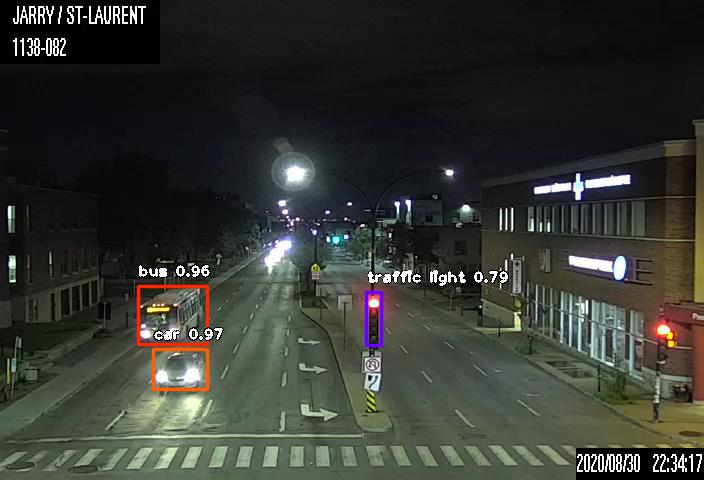 JARRY / ST-LAURENT
1138-082
bus 0.96
traffic light 0.79
car 0.97
2020/08/30 22:34:17